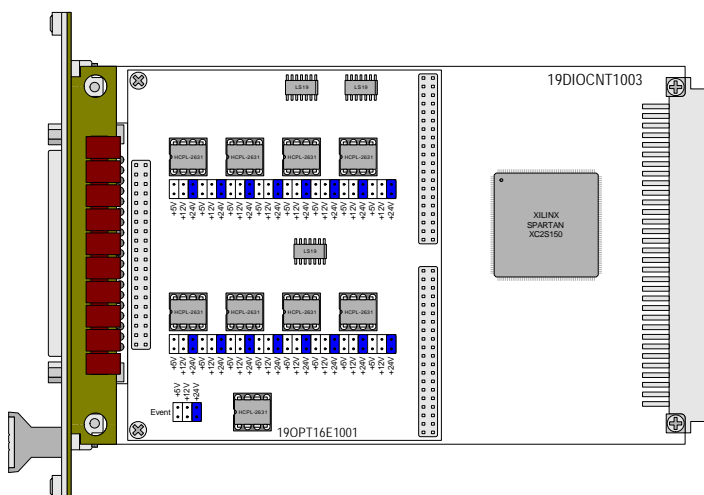 19DIOCNT1003
LS19 LS19
HCPL-2631 HCPL-2631 HCPL-2631 HCPL-2631
+5V +12V +24V +5V +12V +24V +5V +12V +24V +5V +12V +24V +5V +12V +24V +5V +12V +24V +5V +12V +24V +5V +12V +24V
XILINX
SPARTAN
XC2S150
LS19
HCPL-2631 HCPL-2631 HCPL-2631 HCPL-2631
+5V +12V +24V +5V +12V +24V +5V +12V +24V +5V +12V +24V +5V +12V +24V +5V +12V +24V +5V +12V +24V +5V +12V +24V
+5V +12V +24V
Event
HCPL-2631
19OPT16E1001